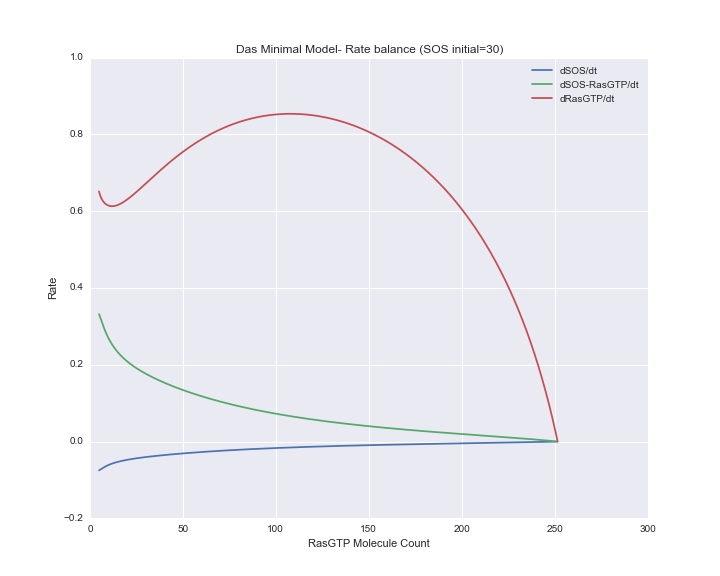 Das Minimal Model- Rate balance (SOS initial=30)
1.0
0.8
0.6
0.4
0.2
0.0
−0.2
Rate
dSOS/dt
dSOS-RasGTP/dt
dRasGTP/dt
0 50 100 150 200 250 300
RasGTP Molecule Count